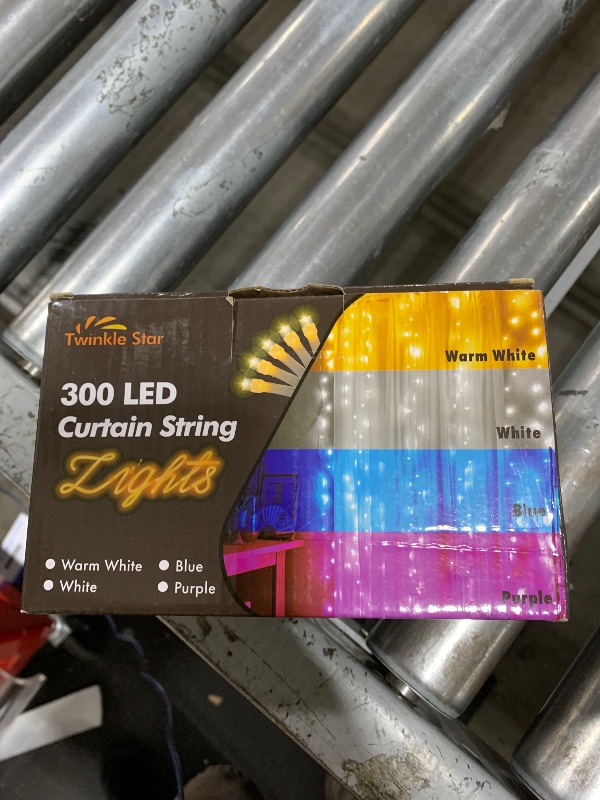 Twinkle Star
300 LED
Curtain String
Lights
Warm White
Blue
White
Purple
Warm White
White
Blue
Purple